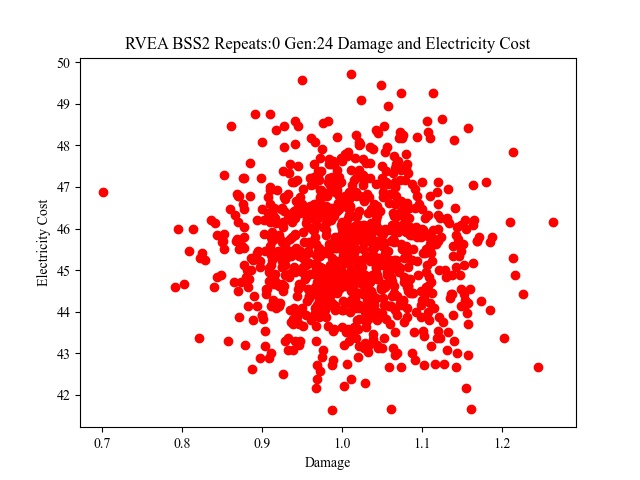 RVEA BSS2 Repeats:0 Gen:24 Damage and Electricity Cost
50
49
48
47
46
45
44
43
42
Electricity Cost
0.7 0.8 0.9 1.0 1.1 1.2
Damage